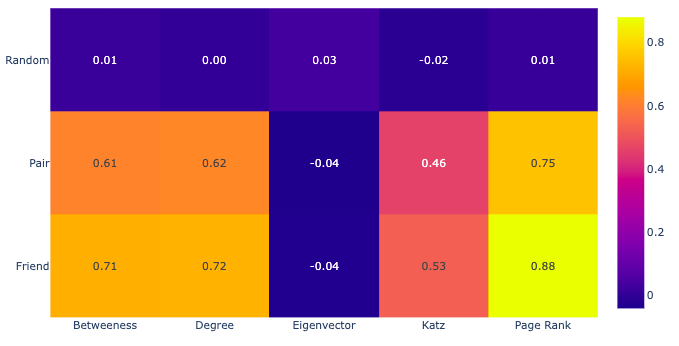 Random 0.01 0.00 0.03 -0.02 0.01
Pair 0.61 0.62 -0.04 0.46 0.75
Friend 0.71 0.72 -0.04 0.53 0.88
Betweeness Degree Eigenvector Katz Page Rank
0.8
0.6
0.4
0.2
0